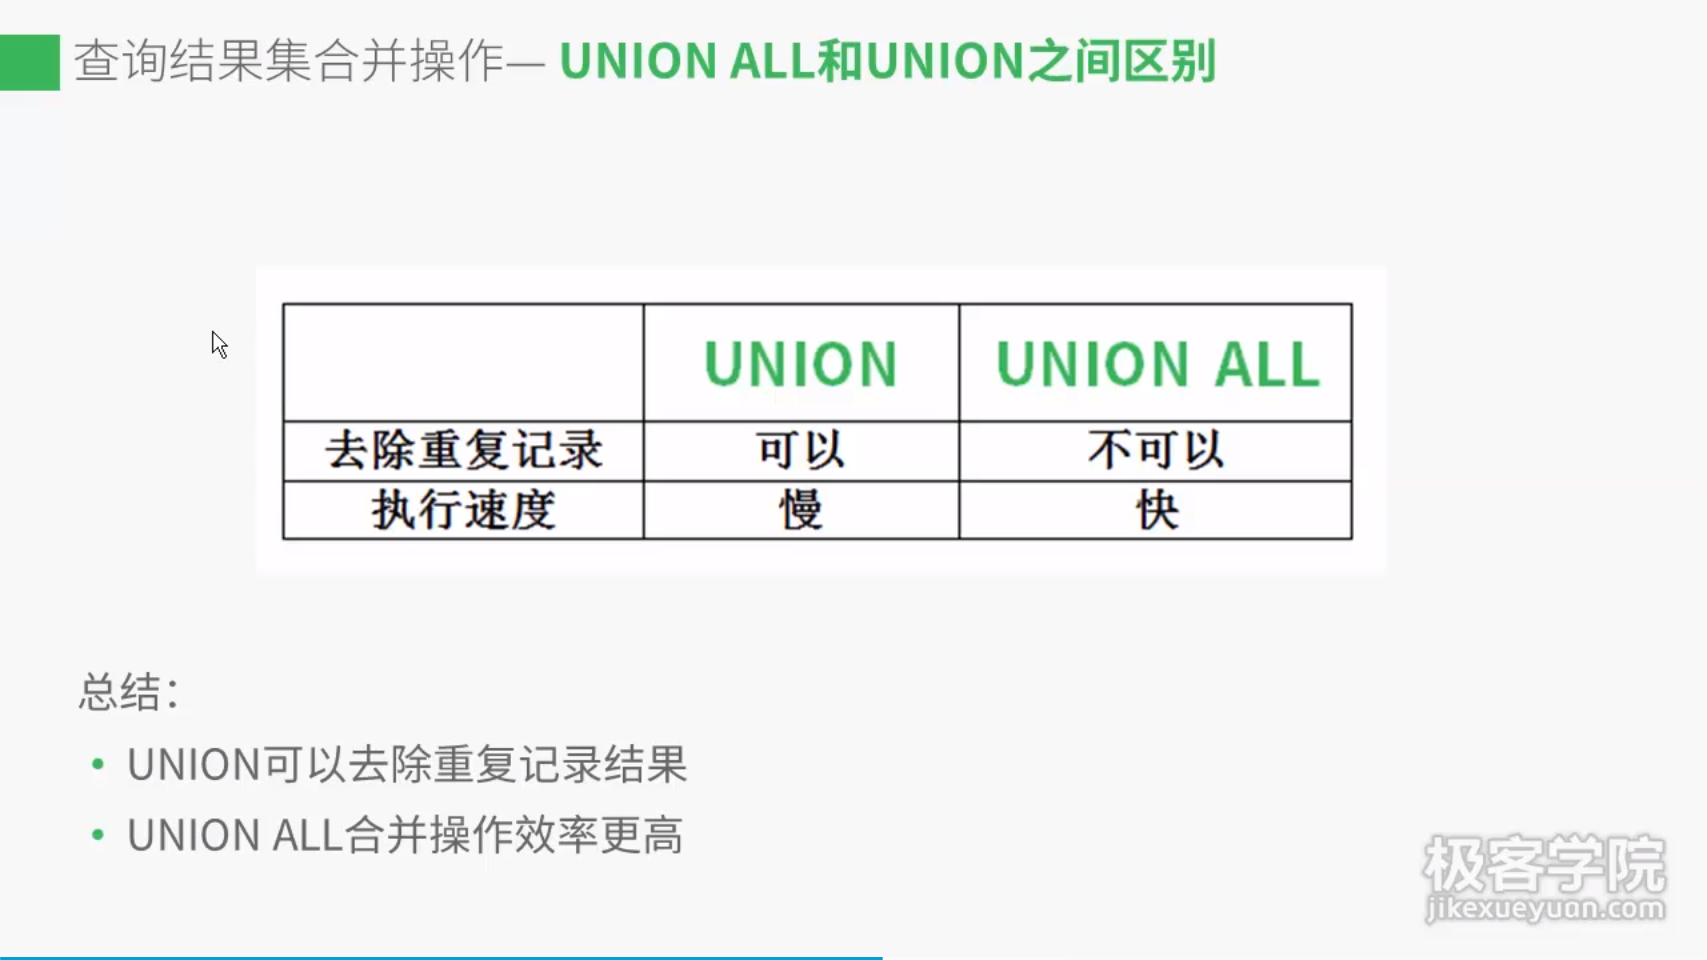 查询结果集合并操作— UNION ALL和UNION之间区别
UNION UNION ALL
去除重复记录 可以 不可以
执行速度 慢 快
总结：
• UNION可以去除重复记录结果
• UNION ALL合并操作效率更高
极客学院
jikexueyuan.com